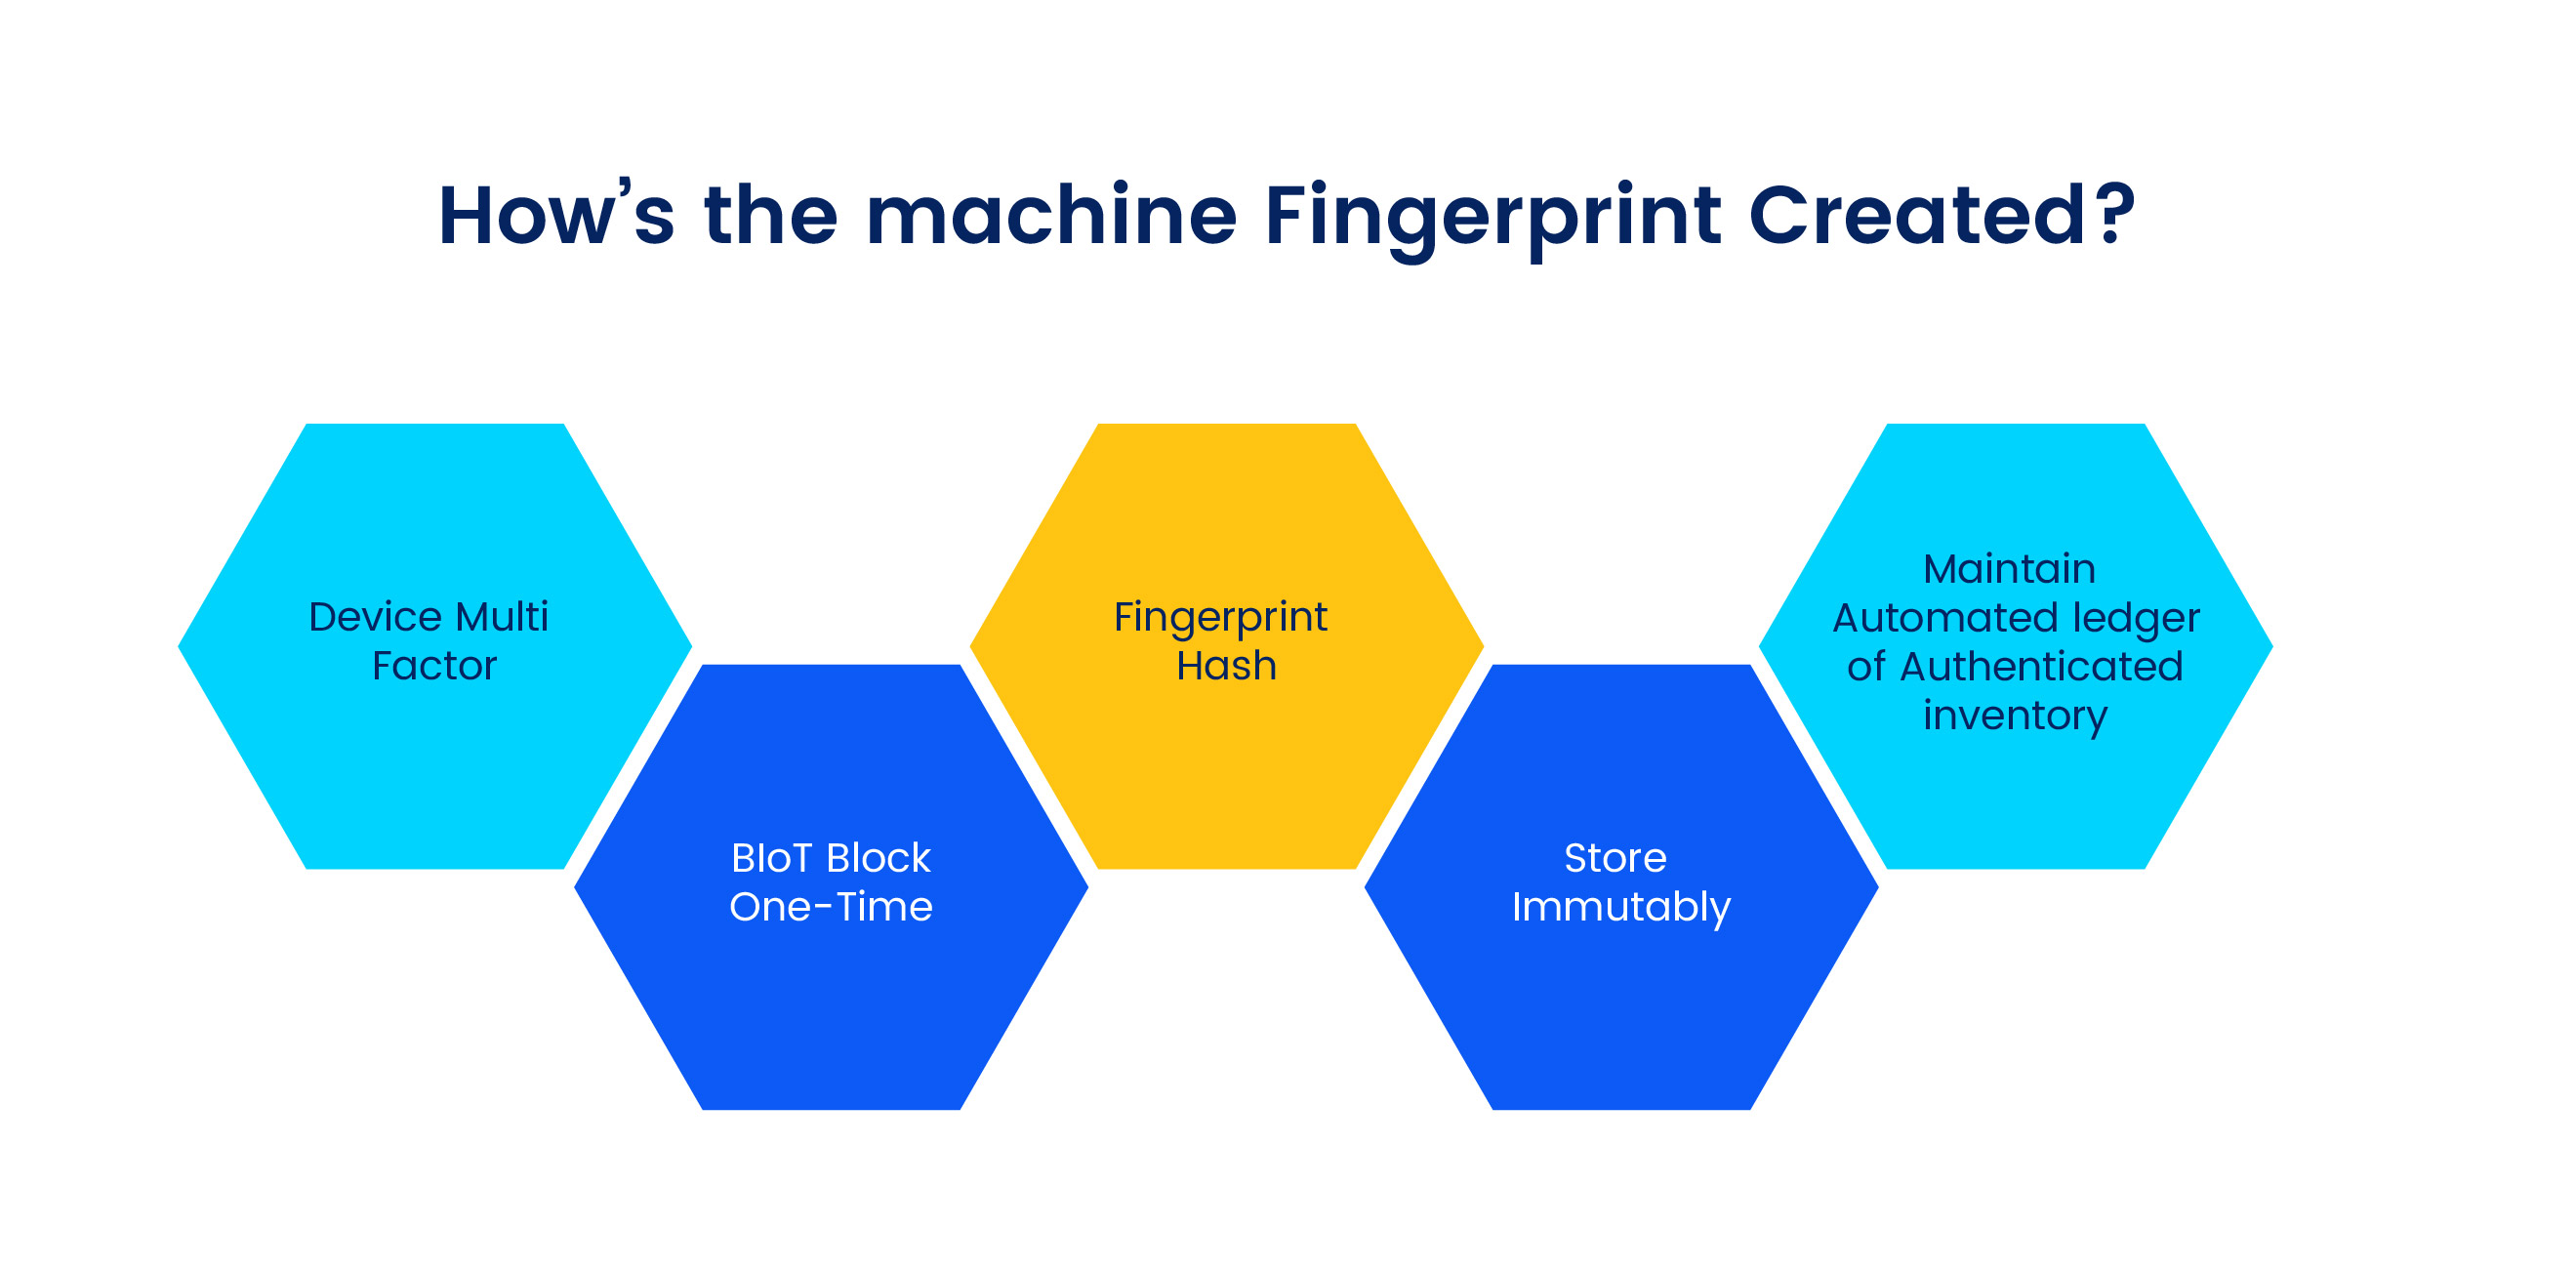 How’s the machine Fingerprint Created?
Device Multi
Factor
BIoT Block
One-Time
Fingerprint
Hash
Store
Immutably
Maintain
Automated ledger
of Authenticated
inventory